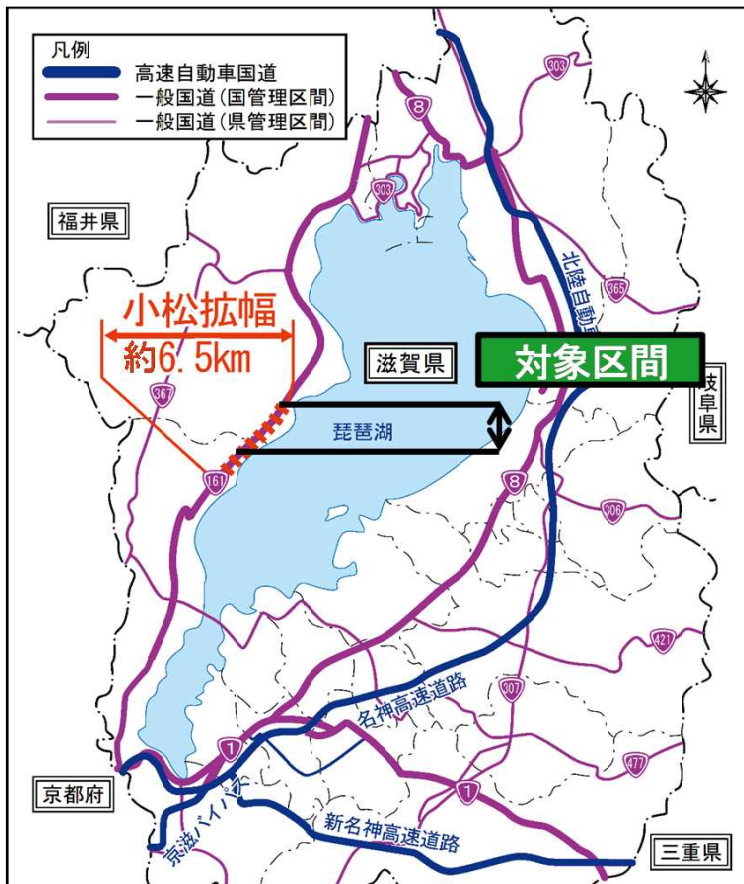 凡例
高速自動車国道
一般国道(国管理区間)
一般国道(県管理区間)
303
8
303
福井県
北陸自動
365
小松拡幅
約6.5km
滋賀県
対象区間
367
岐阜県
琵琶湖
161
8
306
421
307
名神高速道路
1
477
京都府
1
京滋バイパス
新名神高速道路
三重県